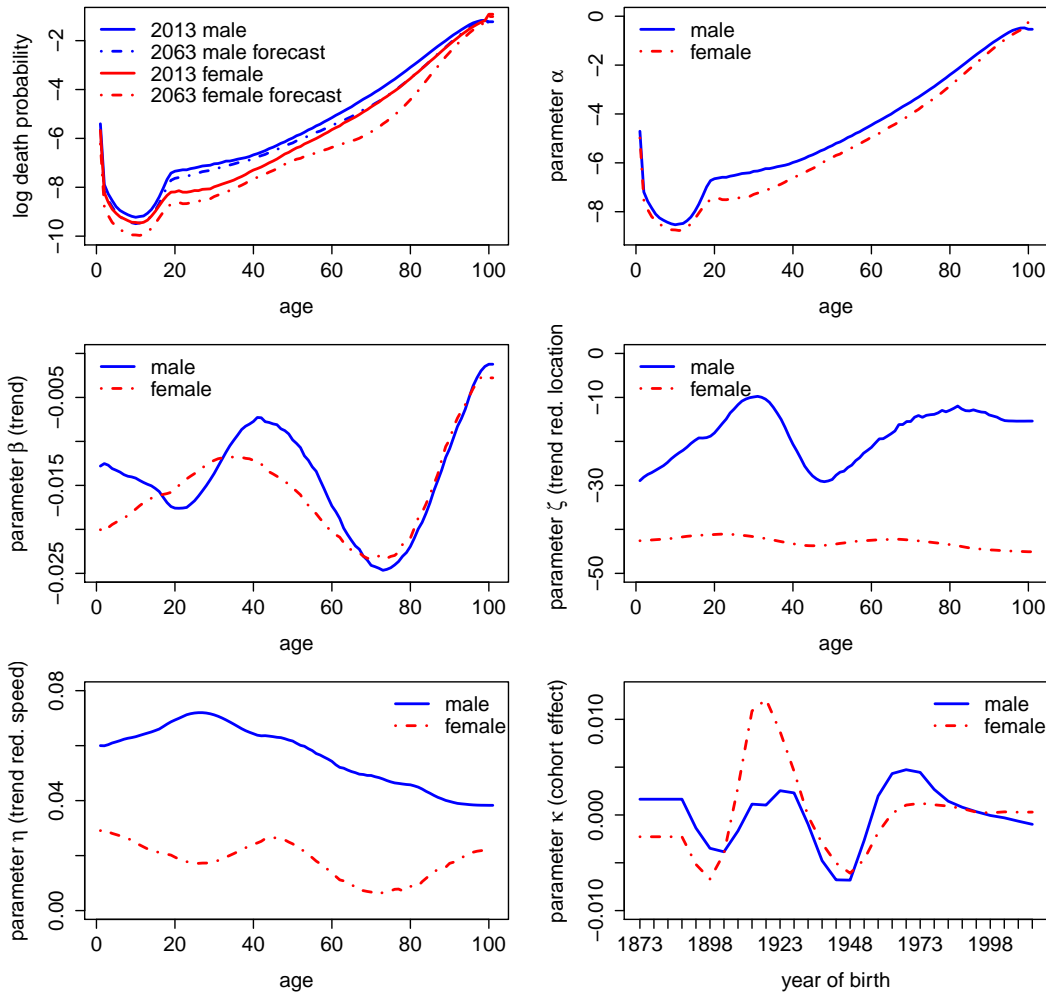 log death probability
−10
−8
−6
−4
−2
2013 male
2063 male forecast
2013 female
2063 female forecast
0 20 40 60 80 100
age
parameter α
−8
−6
−4
−2
0
male
female
0 20 40 60 80 100
age
parameter β (trend)
−0.025
−0.015
−0.005
male
female
0 20 40 60 80 100
age
parameter ζ (trend red. location
−50
−30
−10
0
male
female
0 20 40 60 80 100
age
parameter η (trend red. speed)
0.00
0.04
0.08
male
female
0 20 40 60 80 100
age
parameter κ (cohort effect)
−0.010
0.000
0.010
male
female
1873 1898 1923 1948 1973 1998
year of birth